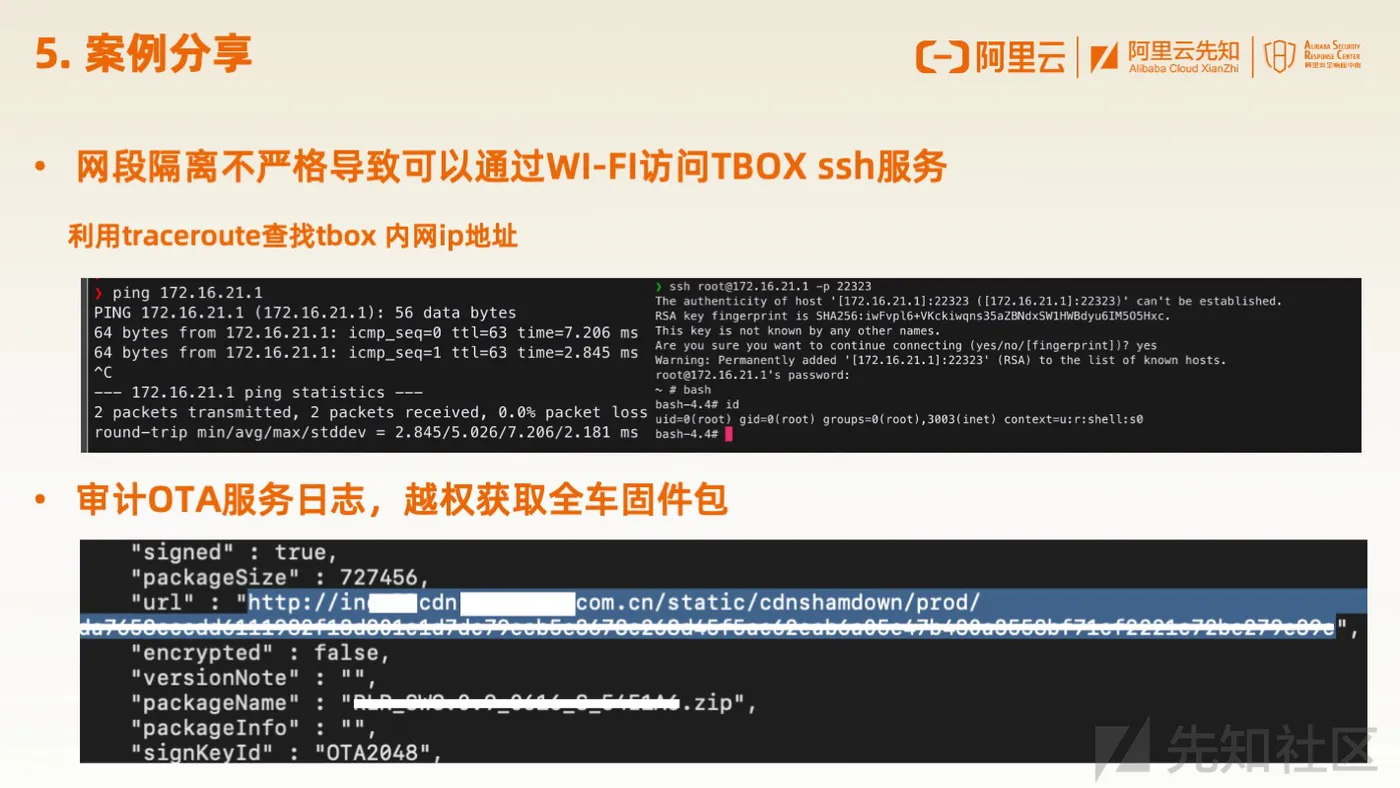 5. 案例分享
阿里云
阿里云先知
Alibaba Cloud XianZhi
ALIBABA SECURITY
RESPONSE CENTER
阿里安全响应中心
• 网段隔离不严格导致可以通过WI-FI访问TBOX ssh服务
利用traceroute查找tbox 内网ip地址
❯ ping 172.16.21.1
PING 172.16.21.1 (172.16.21.1): 56 data bytes
64 bytes from 172.16.21.1: icmp_seq=0 ttl=63 time=7.206 ms
64 bytes from 172.16.21.1: icmp_seq=1 ttl=63 time=2.845 ms
^C
--- 172.16.21.1 ping statistics ---
2 packets transmitted, 2 packets received, 0.0% packet loss
round-trip min/avg/max/stddev = 2.845/5.026/7.206/2.181 ms
❯ ssh root@172.16.21.1 -p 22323
The authenticity of host '[172.16.21.1]:22323 ([172.16.21.1]:22323)' can't be established.
RSA key fingerprint is SHA256:iwFvpl6+VKckiwqns35aZBNdxSW1HWBdyu6IM5O5Hxc.
This key is not known by any other names.
Are you sure you want to continue connecting (yes/no/[fingerprint])? yes
Warning: Permanently added '[172.16.21.1]:22323' (RSA) to the list of known hosts.
root@172.16.21.1's password:
~ # bash
bash-4.4# id
uid=0(root) gid=0(root) groups=0(root),3003(inet) context=u:r:shell:s0
bash-4.4#
• 审计OTA服务日志，越权获取全车固件包
"signed" : true,
"packageSize" : 727456,
"url" : "http://in cdn com.cn/static/cdnshamdown/prod/
",
"encrypted" : false,
"versionNote" : "",
"packageName" : " .zip",
"packageInfo" : "",
"signKeyId" : "OTA2048",
先知社区